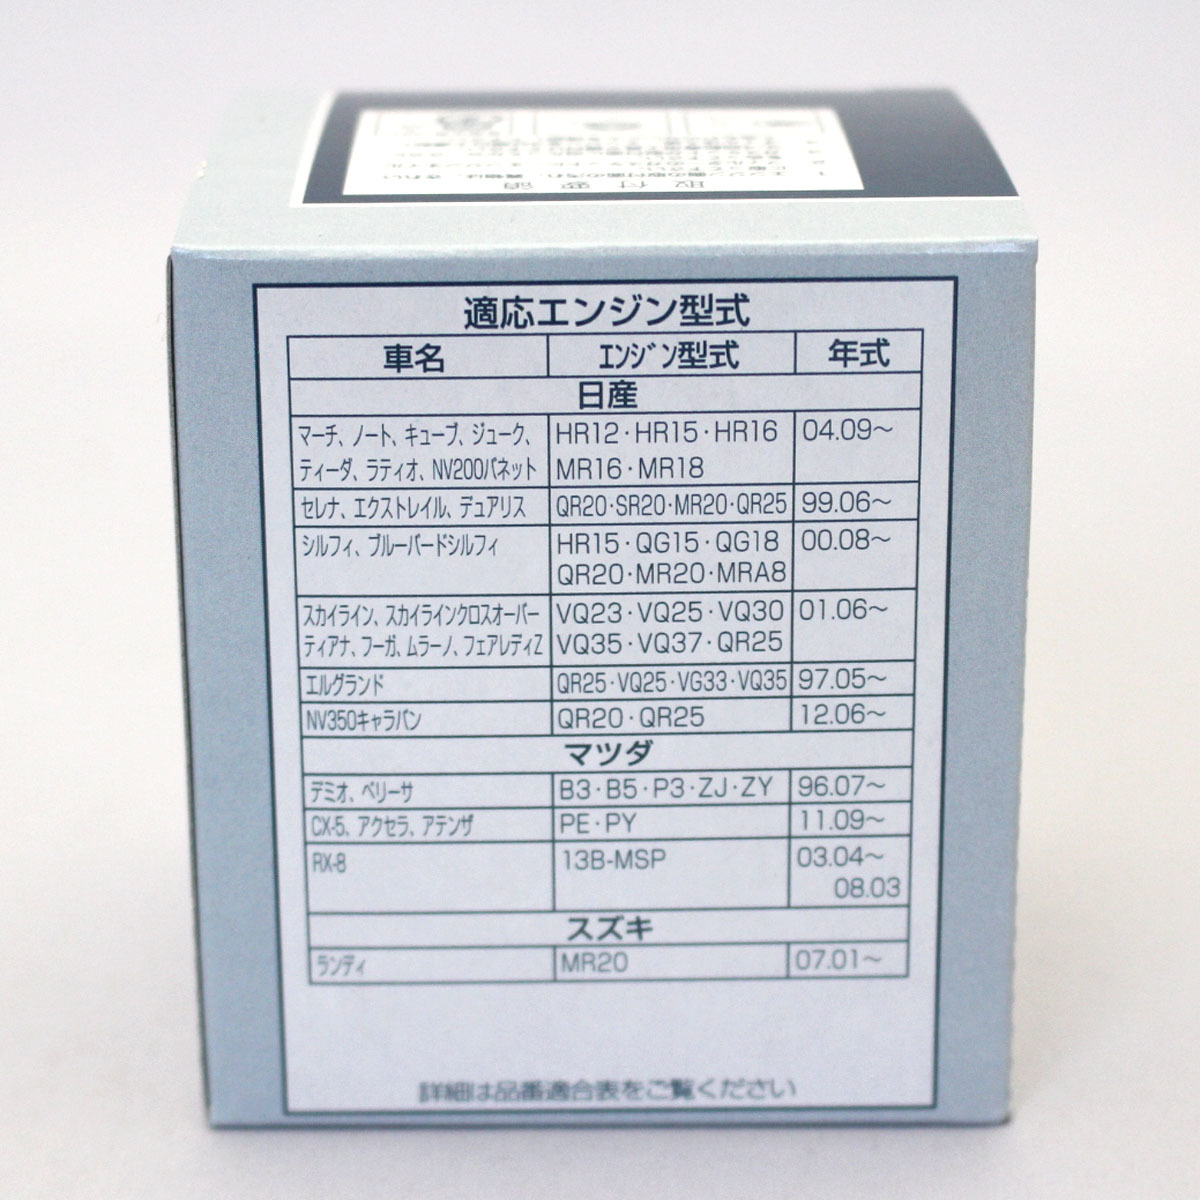 取付要領
適応エンジン型式
車名 エンジン型式 年式
日産
マーチ、ノート、キューブ、ジューク、 HR12・HR15・HR16 04.09〜
ティーダ、ラティオ、NV200バネット MR16・MR18
セレナ、エクストレイル、デュアリス QR20・SR20・MR20・QR25 99.06〜
シルフィ、ブルーバードシルフィ HR15・QG15・QG18 00.08〜
QR20・MR20・MRA8
スカイライン、スカイラインクロスオーバー VQ23・VQ25・VQ30 01.06〜
ティアナ、フーガ、ムラーノ、フェアレディZ VQ35・VQ37・QR25
エルグランド QR25・VQ25・VG33・VQ35 97.05〜
NV350キャラバン QR20・QR25 12.06〜
マツダ
デミオ、ベリーサ B3・B5・P3・ZJ・ZY 96.07〜
CX-5、アクセラ、アテンザ PE・PY 11.09〜
RX-8 13B-MSP 03.04〜
08.03
スズキ
ランディ MR20 07.01〜
詳細は品番適合表をご覧ください